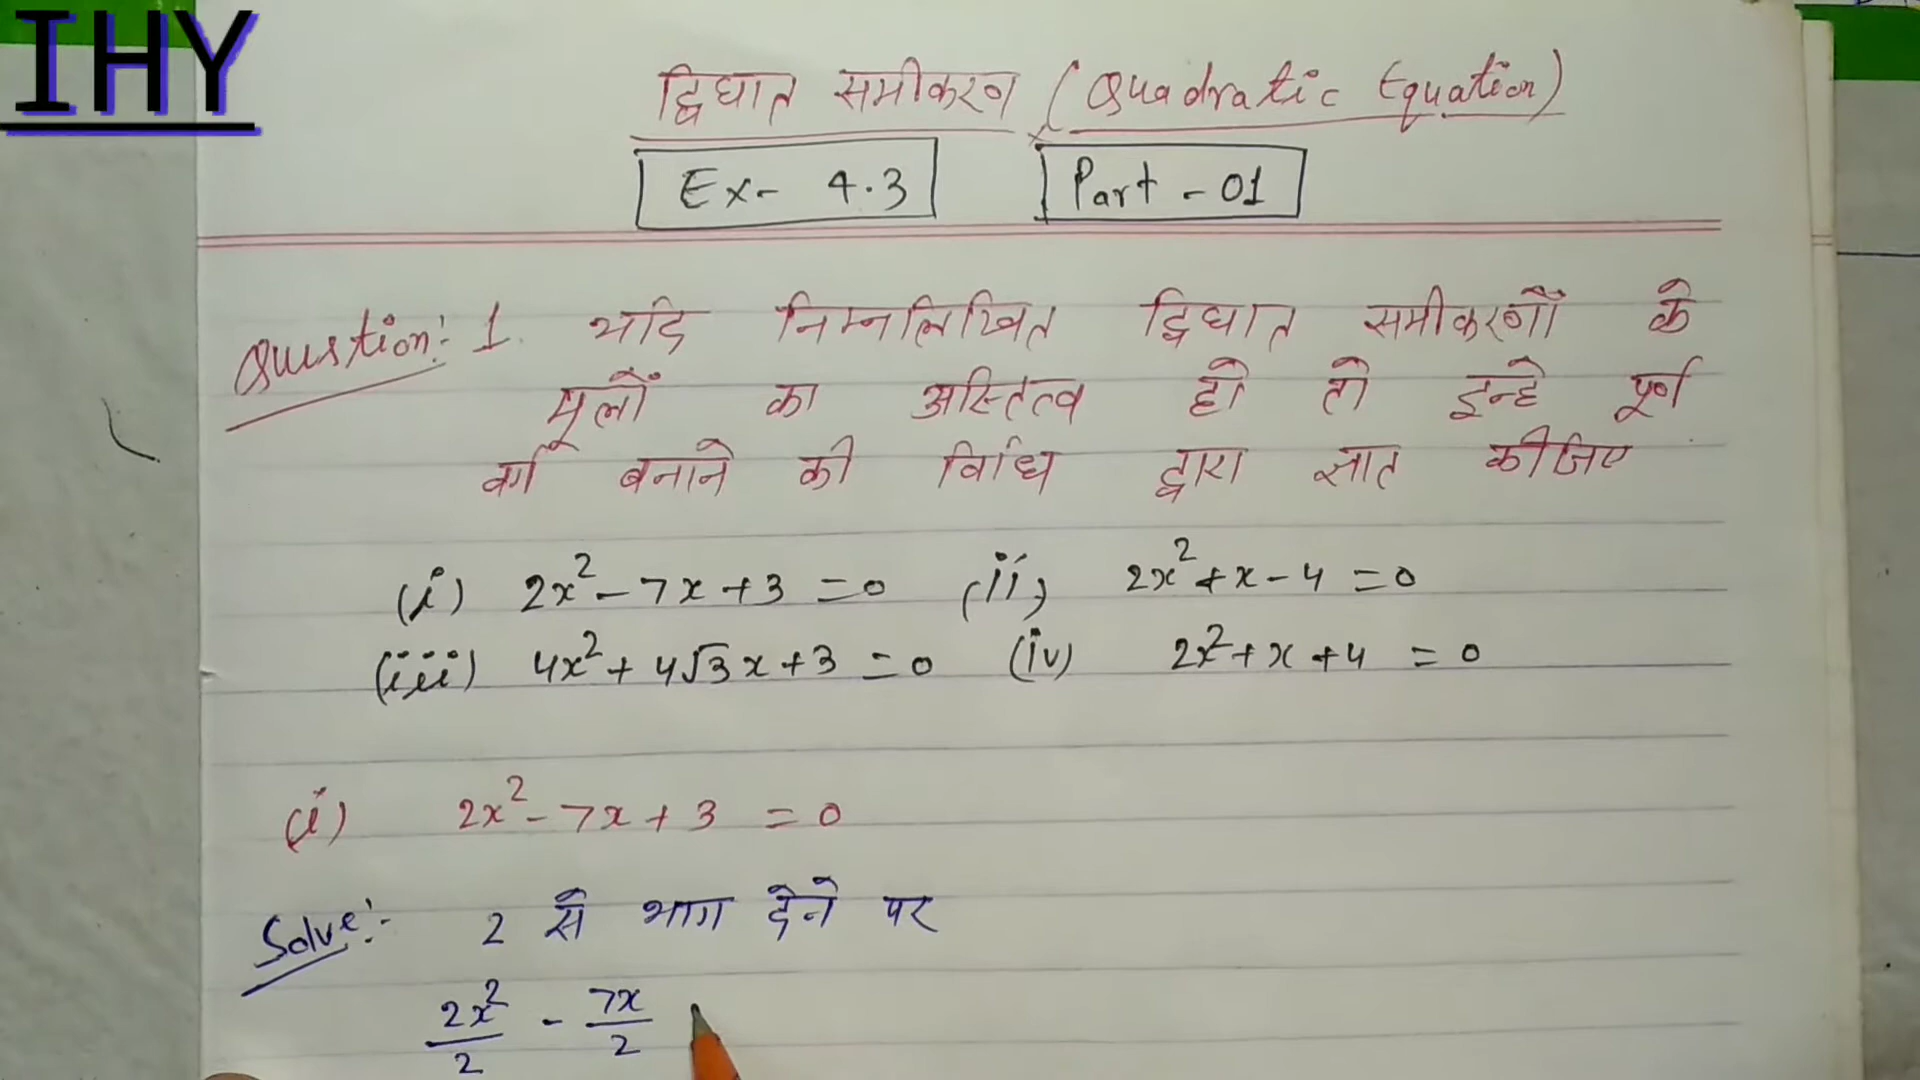 IHY
द्विघात समीकरण (Quadratic Equation)
Ex- 4.3 Part - 01
Question:- 1. यदि निम्नलिखित द्विघात समीकरणों के
मूलों का अस्तित्व हो तो इन्हे पूर्ण
वर्ग बनाने की विधि द्वारा ज्ञात कीजिए
(i) 2x² - 7x + 3 = 0 (ii) 2x² + x - 4 = 0
(iii) 4x² + 4√3x + 3 = 0 (iv) 2x² + x + 4 = 0
(i) 2x² - 7x + 3 = 0
Solve:- 2 से भाग देने पर
2x²/2 - 7x/2